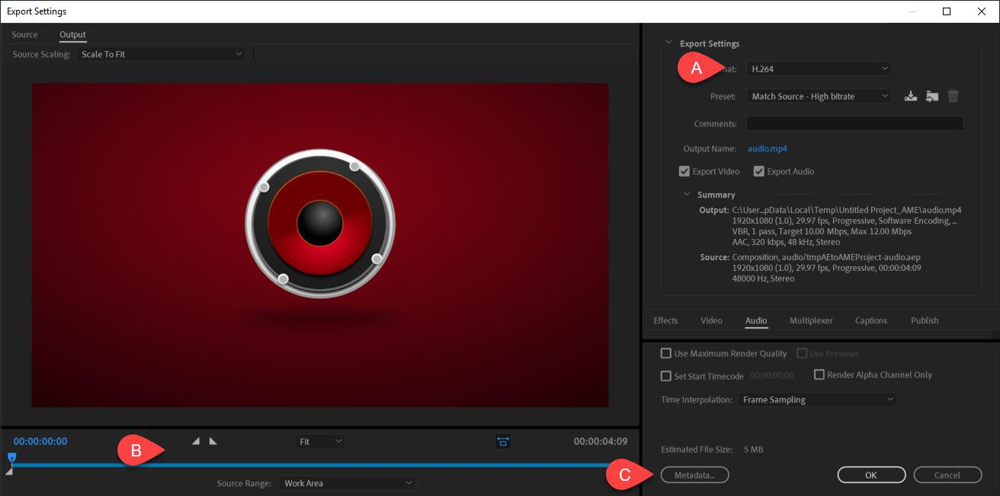 Export Settings
Source Output
Source Scaling: Scale To Fit
Export Settings
A
mat: H.264
Preset: Match Source - High bitrate
Comments:
Output Name: audio.mp4
Export Video Export Audio
Summary
Output: C:\User...pData\Local\Temp\Untitled Project_AME\audio.mp4
1920x1080 (1.0), 29.97 fps, Progressive, Software Encoding, ...
VBR, 1 pass, Target 10.00 Mbps, Max 12.00 Mbps
AAC, 320 kbps, 48 kHz, Stereo
Source: Composition, audio/tmpAEtoAMEProject-audio.aep
1920x1080 (1.0), 29.97 fps, Progressive, 00:00:04:09
48000 Hz, Stereo
Effects Video Audio Multiplexer Captions Publish
Use Maximum Render Quality Use Previews
Set Start Timecode 00:00:00:00 Render Alpha Channel Only
Time Interpolation: Frame Sampling
Estimated File Size: 5 MB
Metadata... OK Cancel
00:00:00:00 Fit 00:00:04:09
B
C
Source Range: Work Area